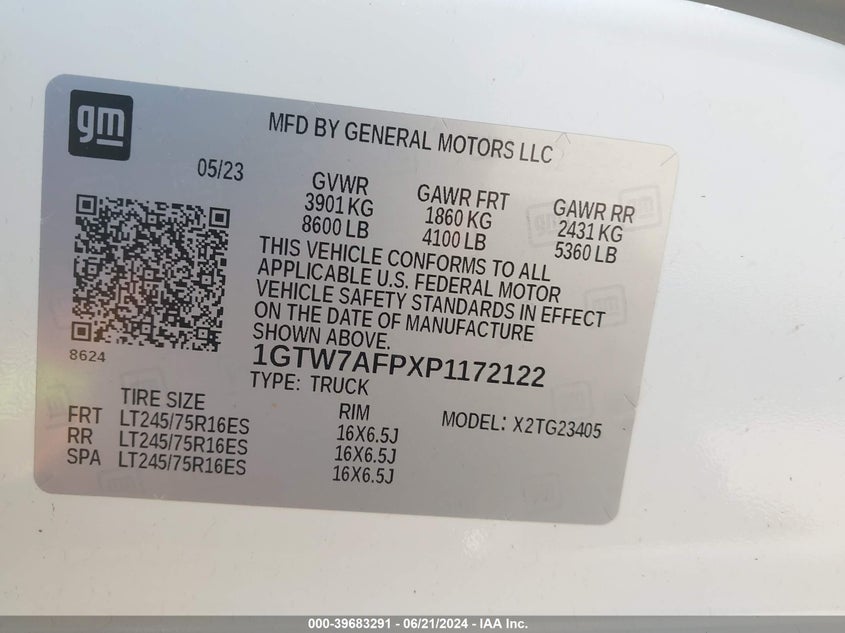 gm
MFD BY GENERAL MOTORS LLC
05/23
GVWR GAWR FRT GAWR RR
3901 KG 1860 KG 2431 KG
8600 LB 4100 LB 5360 LB
THIS VEHICLE CONFORMS TO ALL
APPLICABLE U.S. FEDERAL MOTOR
VEHICLE SAFETY STANDARDS IN EFFECT
ON THE DATE OF MANUFACTURE
SHOWN ABOVE.
8624
1GTW7AFPXP1172122
TYPE: TRUCK
TIRE SIZE RIM MODEL: X2TG23405
FRT LT245/75R16ES 16X6.5J
RR LT245/75R16ES 16X6.5J
SPA LT245/75R16ES 16X6.5J
000-39683291 - 06/21/2024 - IAA Inc.